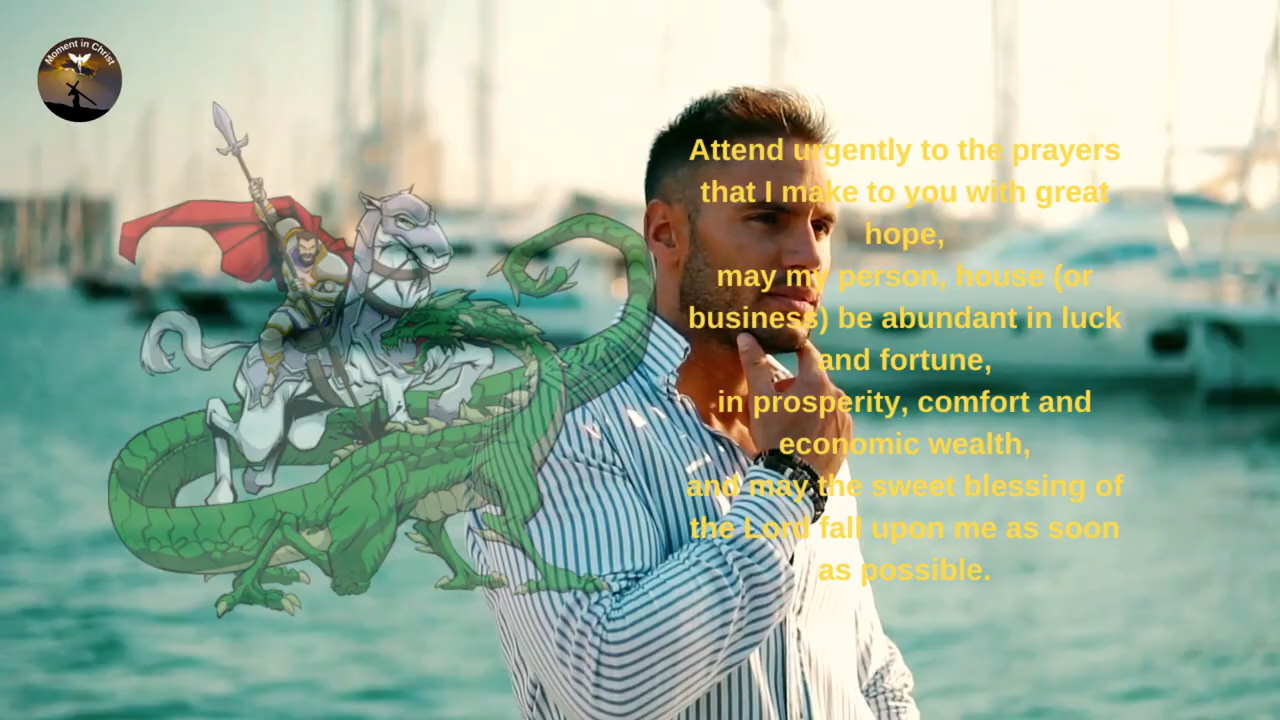 Moment in Christ
Attend urgently to the prayers
that I make to you with great
hope,
may my person, house (or
business) be abundant in luck
and fortune,
in prosperity, comfort and
economic wealth,
and may the sweet blessing of
the Lord fall upon me as soon
as possible.